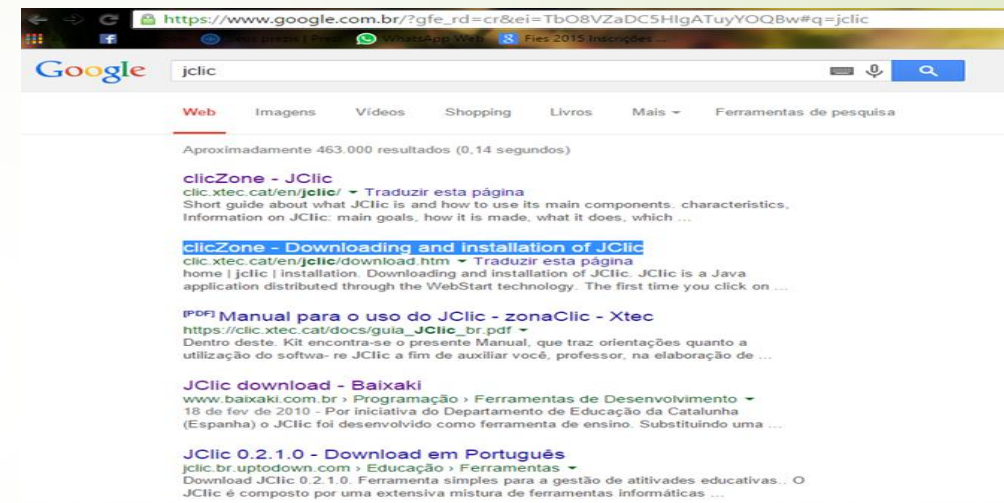 https://www.google.com.br/?gfe_rd=cr&ei=TbO8VZaDC5HIgATuyYOQBw#q=jclic
WhatsApp Web Fies 2015 Inscrições ...
Google jclic
Web Imagens Vídeos Shopping Livros Mais Ferramentas de pesquisa
Aproximadamente 463.000 resultados (0,14 segundos)
clicZone - JClic
clic.xtec.cat/en/jclic/ Traduzir esta página
Short guide about what JClic is and how to use its main components. characteristics,
Information on JClic: main goals, how it is made, what it does, which ...
clicZone - Downloading and installation of JClic
clic.xtec.cat/en/jclic/download.htm Traduzir esta página
home | jclic | installation. Downloading and installation of JClic. JClic is a Java
application distributed through the WebStart technology. The first time you click on ...
[PDF] Manual para o uso do JClic - zonaClic - Xtec
https://clic.xtec.cat/docs/guia_JClic_br.pdf
Dentro deste. Kit encontra-se o presente Manual, que traz orientações quanto a
utilização do softwa- re JClic a fim de auxiliar você, professor, na elaboração de ...
JClic download - Baixaki
www.baixaki.com.br › Programação › Ferramentas de Desenvolvimento
18 de fev de 2010 - Por iniciativa do Departamento de Educação da Catalunha
(Espanha) o JClic foi desenvolvido como ferramenta de ensino. Substituindo uma ...
JClic 0.2.1.0 - Download em Português
jclic.br.uptodown.com › Educação › Ferramentas
Download JClic 0.2.1.0. Ferramenta simples para a gestão de atitivades educativas.. O
JClic é composto por uma extensiva mistura de ferramentas informáticas ...